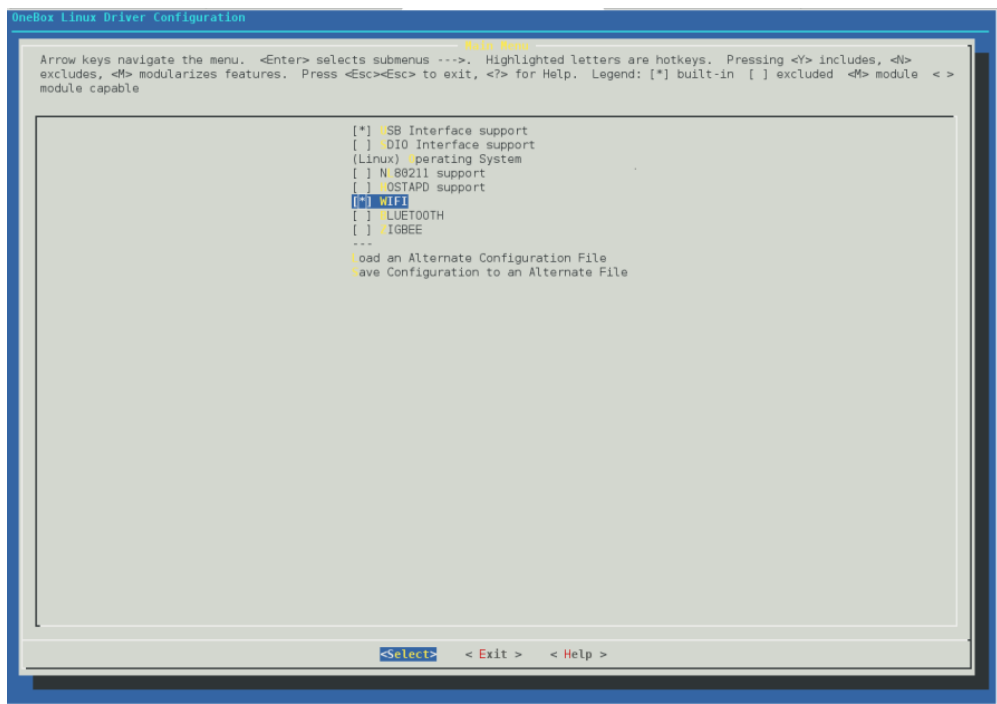 OneBox Linux Driver Configuration
Main Menu
Arrow keys navigate the menu. <Enter> selects submenus --->. Highlighted letters are hotkeys. Pressing <Y> includes, <N>
excludes, <M> modularizes features. Press <Esc><Esc> to exit, <?> for Help. Legend: [*] built-in [ ] excluded <M> module < >
module capable
[*] USB Interface support
[ ] SDIO Interface support
(Linux) Operating System
[ ] NL80211 support
[ ] HOSTAPD support
[*] WIFI
[ ] BLUETOOTH
[ ] ZIGBEE
---
Load an Alternate Configuration File
Save Configuration to an Alternate File
<Select> < Exit > < Help >